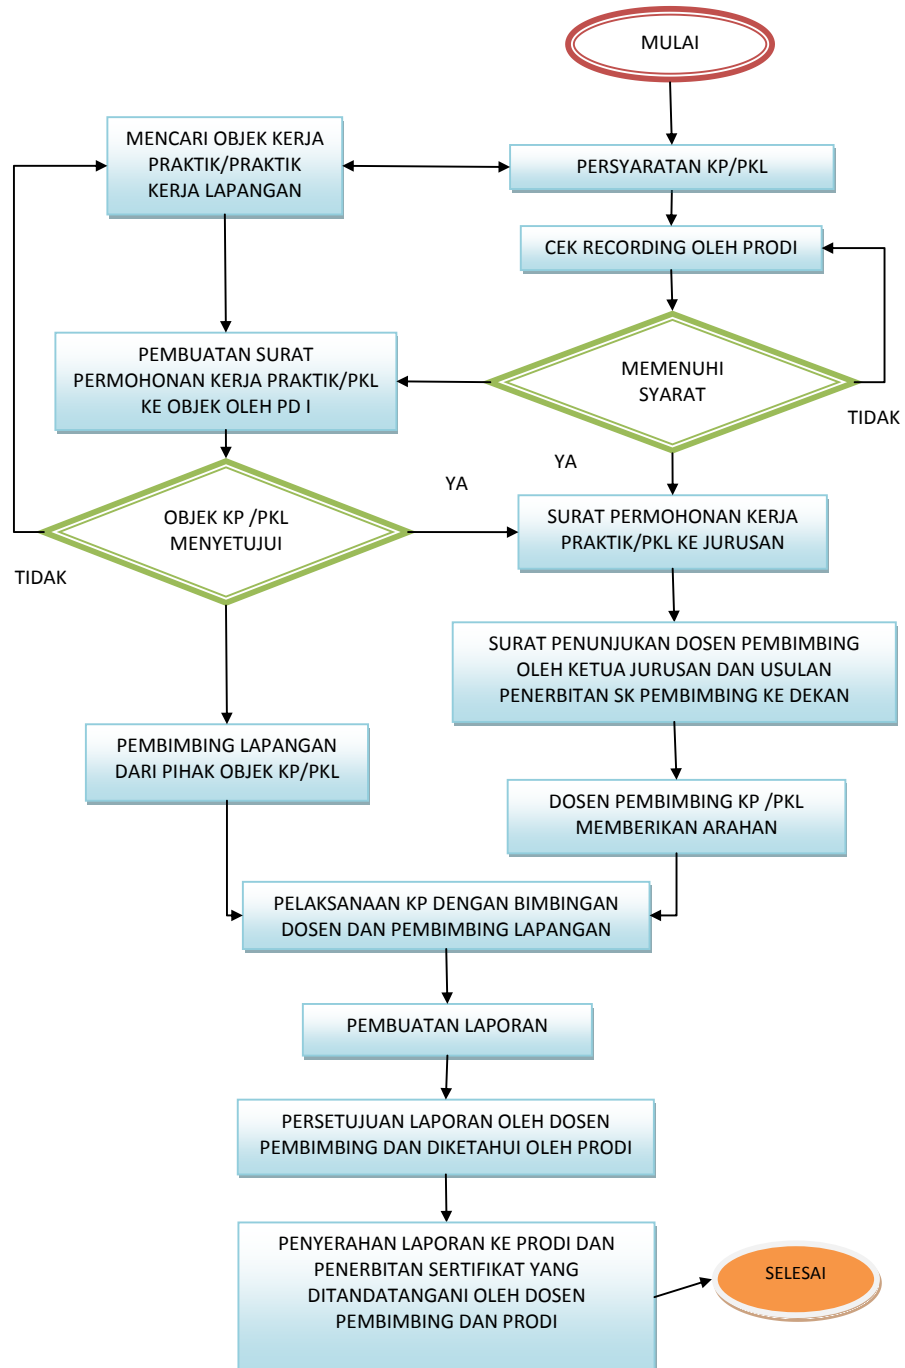 MULAI
MENCARI OBJEK KERJA
PRAKTIK/PRAKTIK
KERJA LAPANGAN
PERSYARATAN KP/PKL
CEK RECORDING OLEH PRODI
PEMBUATAN SURAT
PERMOHONAN KERJA PRAKTIK/PKL
KE OBJEK OLEH PD I
MEMENUHI
SYARAT
TIDAK
YA
YA
OBJEK KP /PKL
MENYETUJUI
TIDAK
SURAT PERMOHONAN KERJA
PRAKTIK/PKL KE JURUSAN
SURAT PENUNJUKAN DOSEN PEMBIMBING
OLEH KETUA JURUSAN DAN USULAN
PENERBITAN SK PEMBIMBING KE DEKAN
PEMBIMBING LAPANGAN
DARI PIHAK OBJEK KP/PKL
DOSEN PEMBIMBING KP /PKL
MEMBERIKAN ARAHAN
PELAKSANAAN KP DENGAN BIMBINGAN
DOSEN DAN PEMBIMBING LAPANGAN
PEMBUATAN LAPORAN
PERSETUJUAN LAPORAN OLEH DOSEN
PEMBIMBING DAN DIKETAHUI OLEH PRODI
PENYERAHAN LAPORAN KE PRODI DAN
PENERBITAN SERTIFIKAT YANG
DITANDATANGANI OLEH DOSEN
PEMBIMBING DAN PRODI
SELESAI